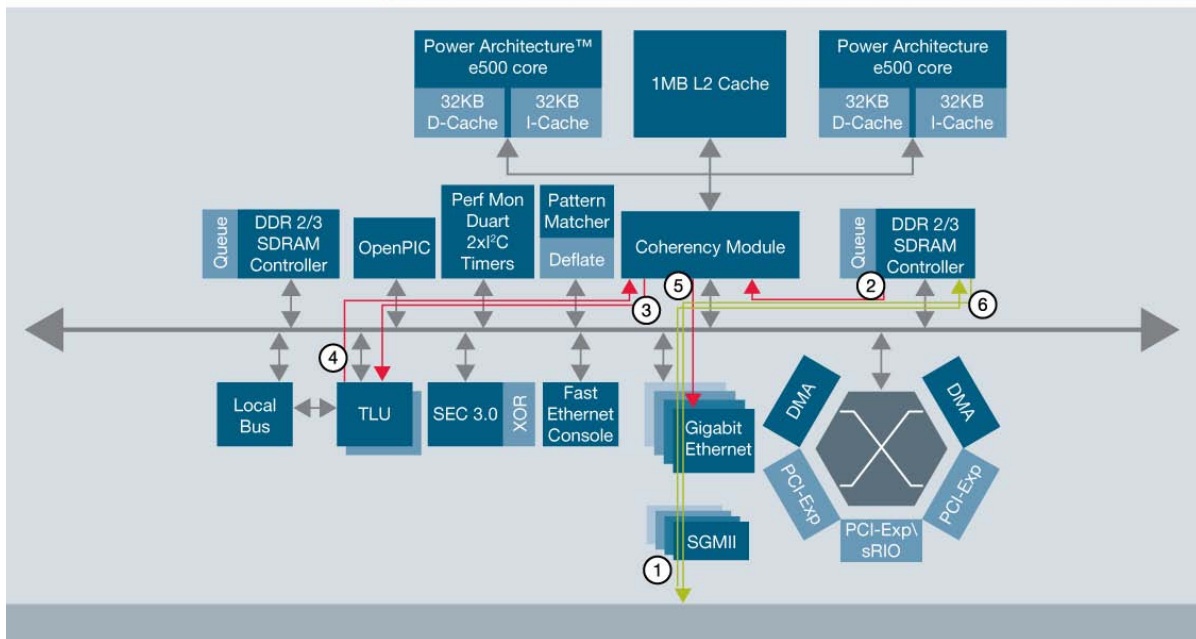 Power Architecture™
e500 core
32KB
D-Cache
32KB
I-Cache
1MB L2 Cache
Power Architecture
e500 core
32KB
D-Cache
32KB
I-Cache
Queue
DDR 2/3
SDRAM
Controller
OpenPIC
Perf Mon
Duart
2xI²C
Timers
Pattern
Matcher
Deflate
Coherency Module
Queue
DDR 2/3
SDRAM
Controller
5
2
3
6
4
Local
Bus
TLU
SEC 3.0
XOR
Fast
Ethernet
Console
Gigabit
Ethernet
DMA
DMA
PCI-Exp
PCI-Exp
PCI-Exp\
sRIO
SGMII
1